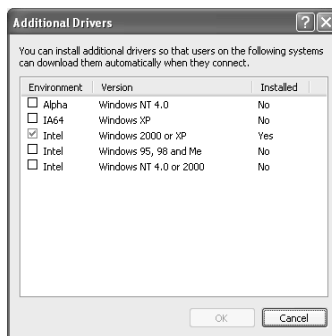 Additional Drivers
You can install additional drivers so that users on the following systems
can download them automatically when they connect.
Environment Version Installed
Alpha Windows NT 4.0 No
IA64 Windows XP No
Intel Windows 2000 or XP Yes
Intel Windows 95, 98 and Me No
Intel Windows NT 4.0 or 2000 No
OK Cancel